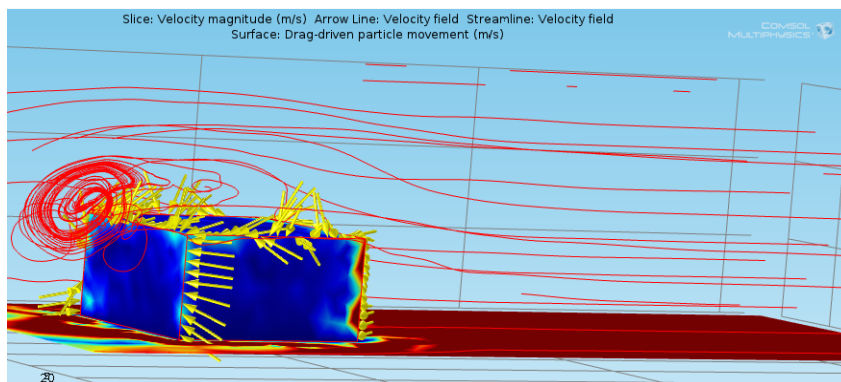 Slice: Velocity magnitude (m/s) Arrow Line: Velocity field Streamline: Velocity field
Surface: Drag-driven particle movement (m/s)
COMSOL
MULTIPHYSICS
20